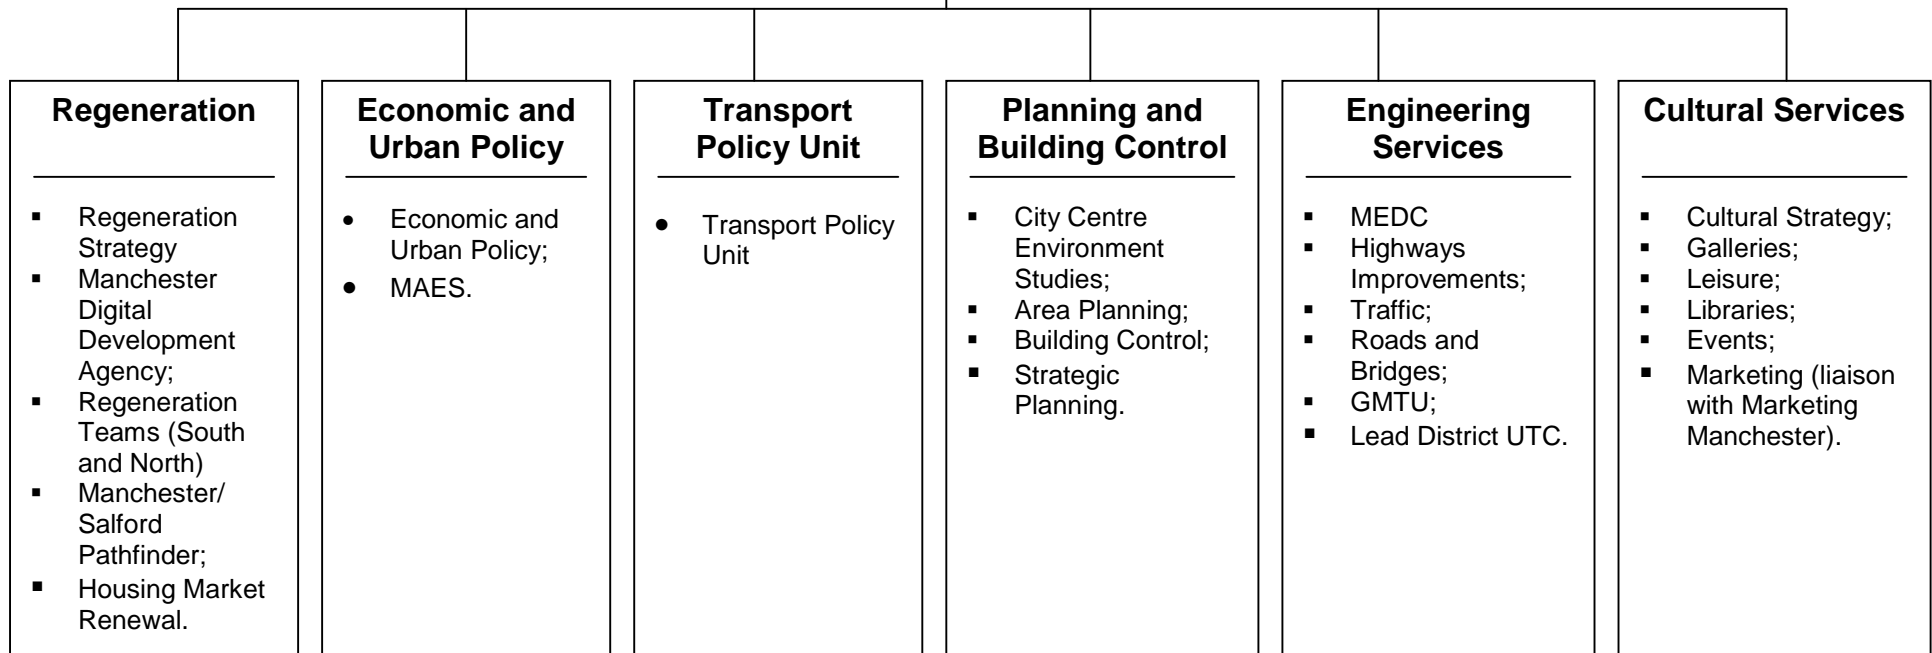 Regeneration
▪ Regeneration
Strategy
▪ Manchester
Digital
Development
Agency;
▪ Regeneration
Teams (South
and North)
▪ Manchester/
Salford
Pathfinder;
▪ Housing Market
Renewal.
Economic and
Urban Policy
• Economic and
Urban Policy;
• MAES.
Transport
Policy Unit
• Transport Policy
Unit
Planning and
Building Control
▪ City Centre
Environment
Studies;
▪ Area Planning;
▪ Building Control;
▪ Strategic
Planning.
Engineering
Services
▪ MEDC
▪ Highways
Improvements;
▪ Traffic;
▪ Roads and
Bridges;
▪ GMTU;
▪ Lead District UTC.
Cultural Services
▪ Cultural Strategy;
▪ Galleries;
▪ Leisure;
▪ Libraries;
▪ Events;
▪ Marketing (liaison
with Marketing
Manchester).